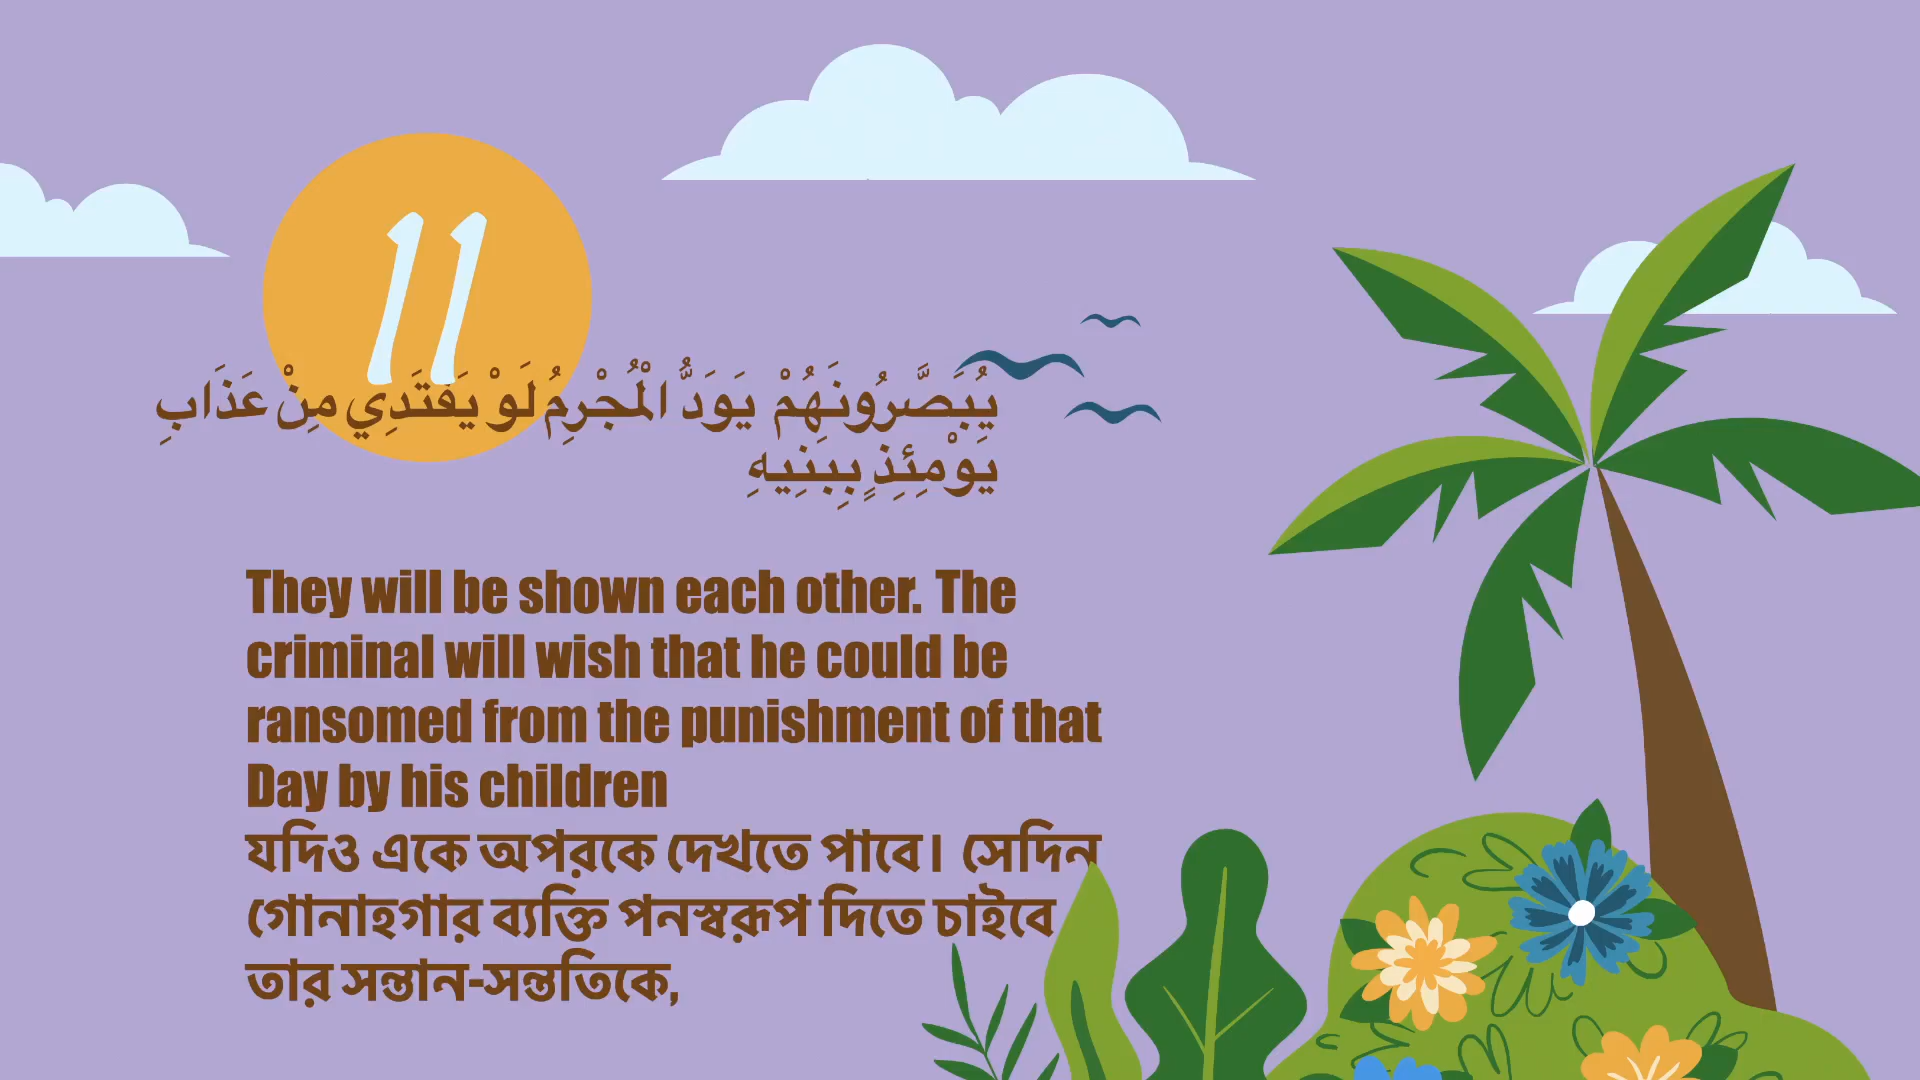 11
يُبَصَّرُونَهُمْ يَوَدُّ الْمُجْرِمُ لَوْ يَفْتَدِي مِنْ عَذَابِ
يوْمِئِذٍ بِبَنِيهِ
They will be shown each other. The
criminal will wish that he could be
ransomed from the punishment of that
Day by his children
যদিও একে অপরকে দেখতে পাবে। সেদিন
গোনাহগার ব্যক্তি পনস্বরূপ দিতে চাইবে
তার সন্তান-সন্ততিকে,